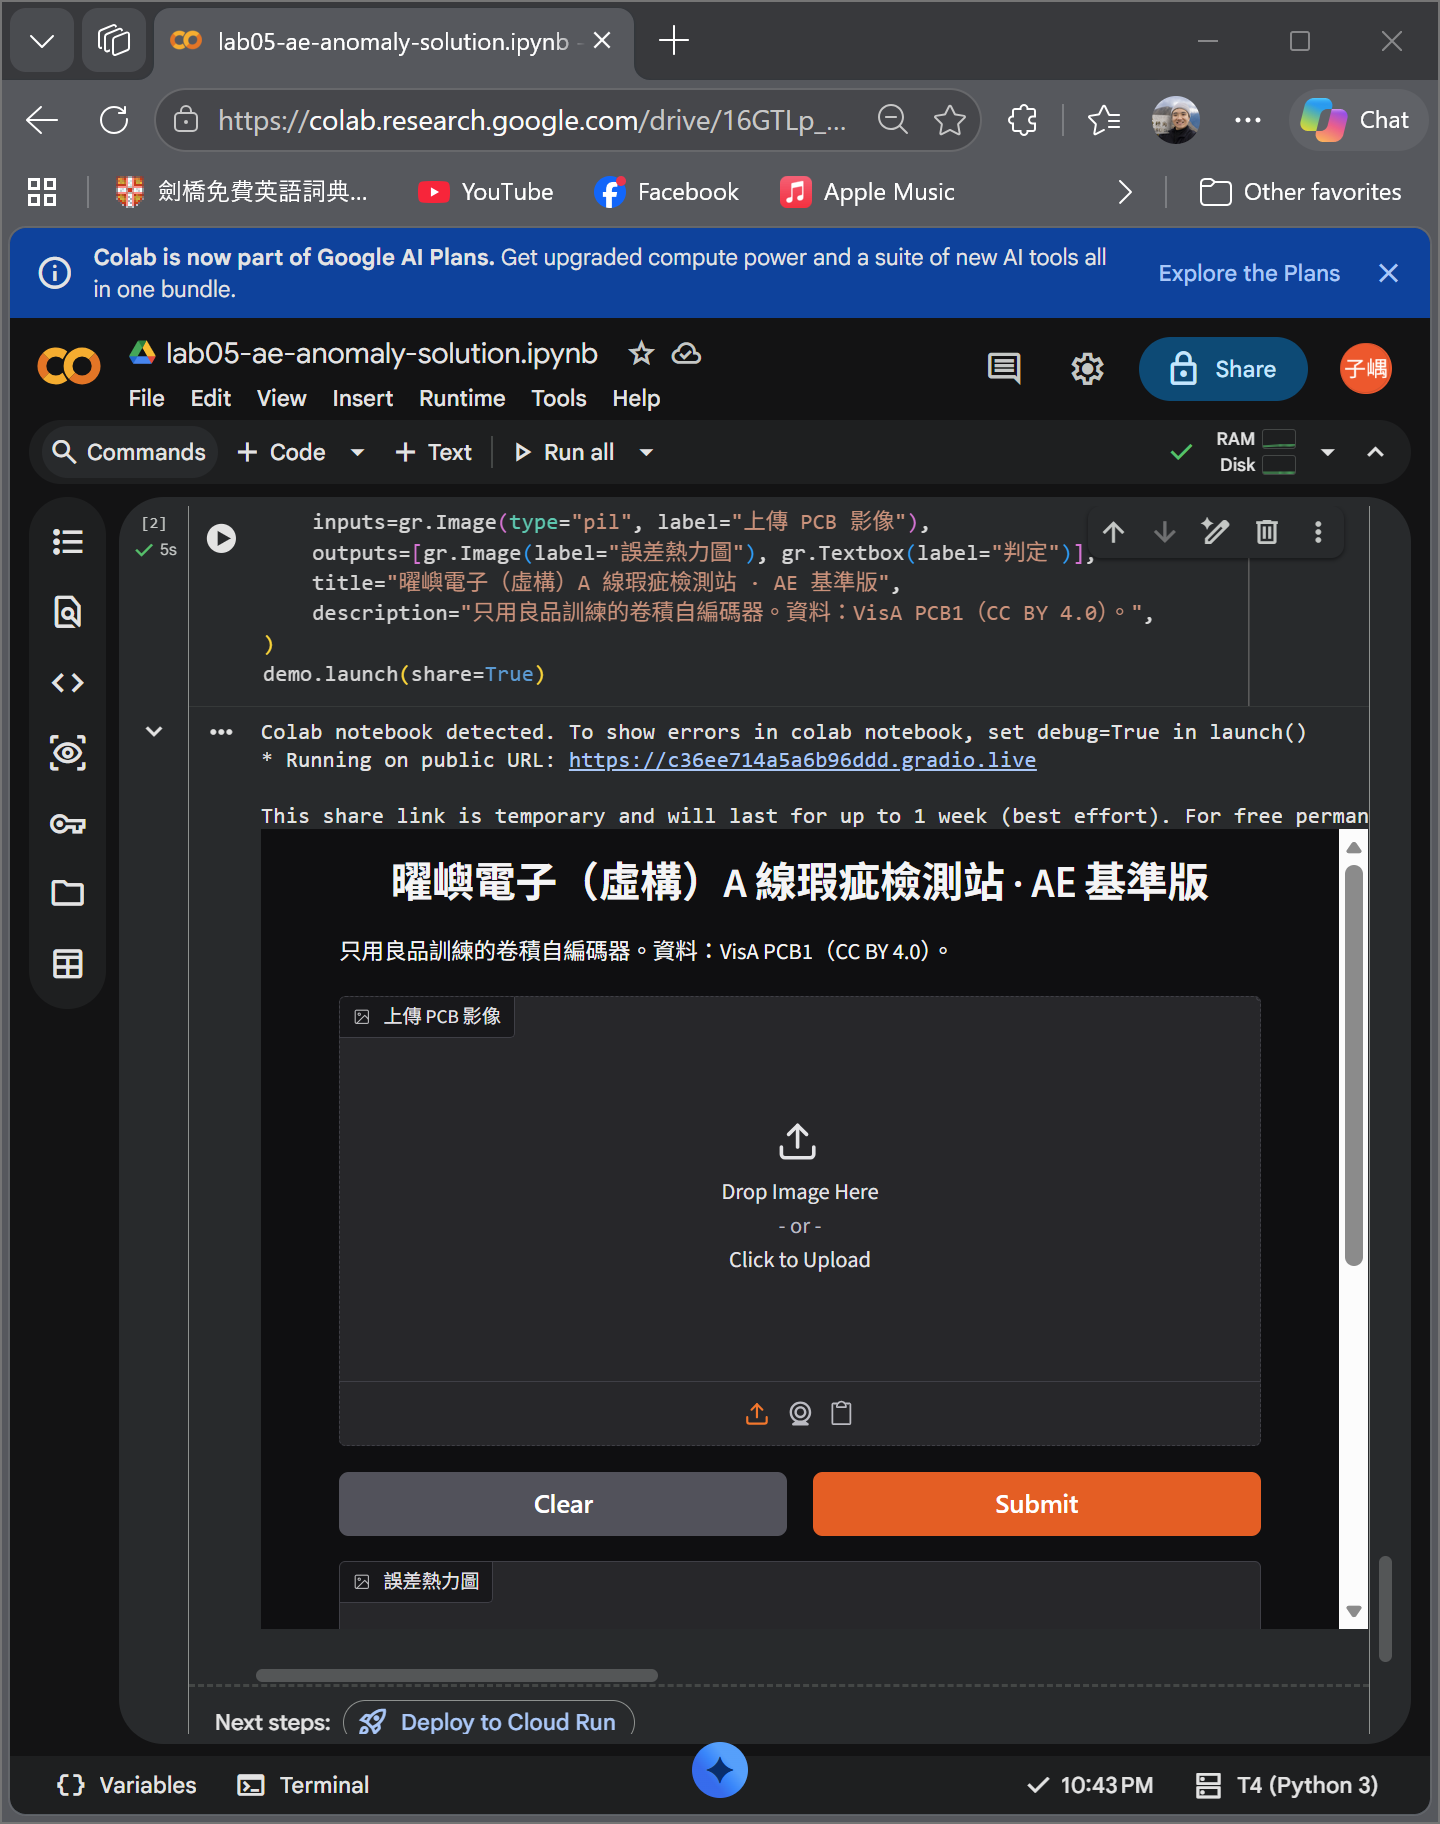 lab05-ae-anomaly-solution.ipynb -
https://colab.research.google.com/drive/16GTLp_...
Chat
劍橋免費英語詞典...
YouTube
Facebook
Apple Music
Other favorites
Colab is now part of Google AI Plans. Get upgraded compute power and a suite of new AI tools all
in one bundle.
Explore the Plans
lab05-ae-anomaly-solution.ipynb
File Edit View Insert Runtime Tools Help
Share
子嵎
Commands + Code + Text Run all
RAM
Disk
[2]
5s
inputs=gr.Image(type="pil", label="上傳 PCB 影像"),
outputs=[gr.Image(label="誤差熱力圖"), gr.Textbox(label="判定")],
title="曜嶼電子（虛構）A 線瑕疵檢測站 · AE 基準版",
description="只用良品訓練的卷積自編碼器。資料：VisA PCB1（CC BY 4.0）。",
)
demo.launch(share=True)
Colab notebook detected. To show errors in colab notebook, set debug=True in launch()
* Running on public URL: https://c36ee714a5a6b96ddd.gradio.live
This share link is temporary and will last for up to 1 week (best effort). For free perman
曜嶼電子（虛構）A 線瑕疵檢測站 · AE 基準版
只用良品訓練的卷積自編碼器。資料：VisA PCB1（CC BY 4.0）。
上傳 PCB 影像
Drop Image Here
- or -
Click to Upload
Clear
Submit
誤差熱力圖
Next steps: Deploy to Cloud Run
Variables
Terminal
10:43 PM
T4 (Python 3)